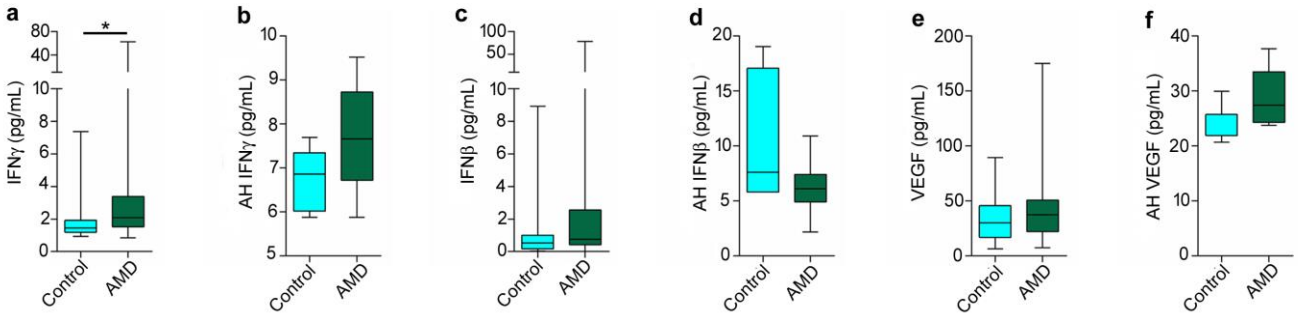 a
IFNγ (pg/mL)
80
60
40
10
8
6
4
2
0
*
Control
AMD
b
AH IFNγ (pg/mL)
10
9
8
7
6
5
Control
AMD
c
IFNβ (pg/mL)
100
50
10
8
6
4
2
0
Control
AMD
d
AH IFNβ (pg/mL)
20
15
10
5
0
Control
AMD
e
VEGF (pg/mL)
200
150
100
50
0
Control
AMD
f
AH VEGF (pg/mL)
40
30
20
10
0
Control
AMD